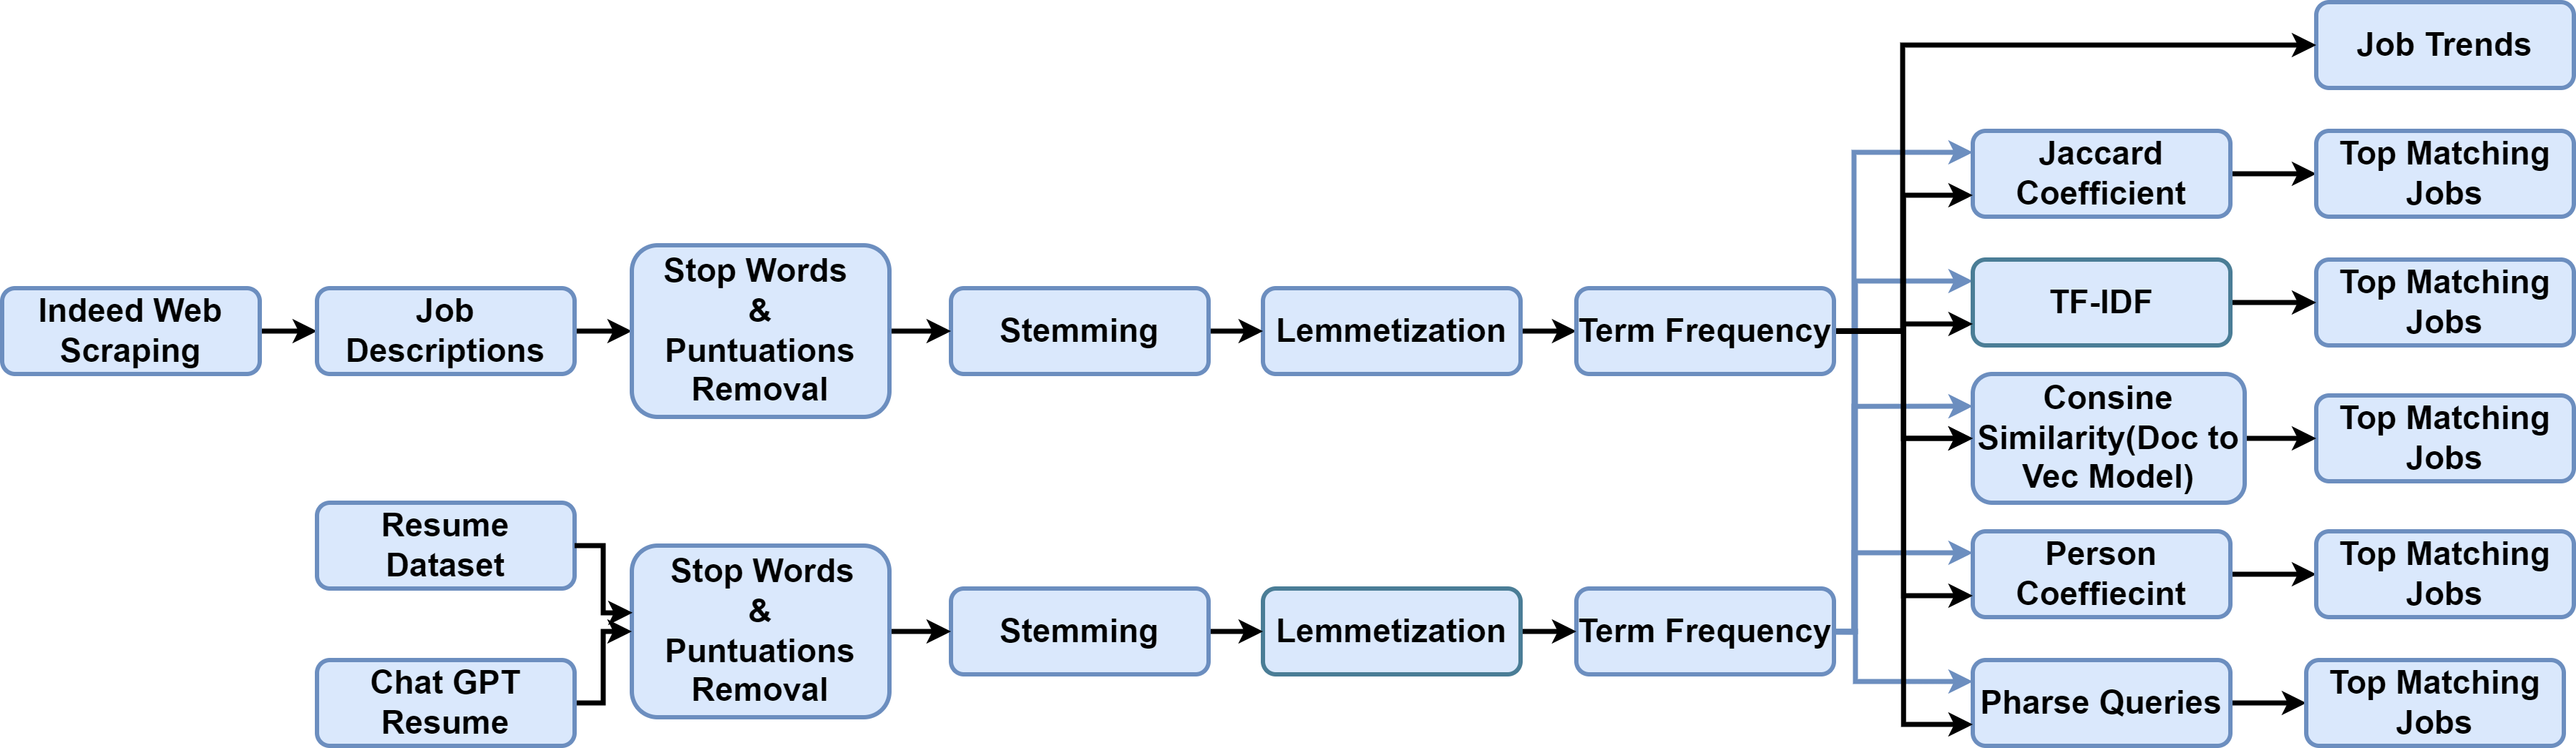 Job Trends
Jaccard
Coefficient
Top Matching
Jobs
Indeed Web
Scraping
Job
Descriptions
Stop Words
&
Puntuations
Removal
Stemming
Lemmetization
Term Frequency
TF-IDF
Top Matching
Jobs
Consine
Similarity(Doc to
Vec Model)
Top Matching
Jobs
Resume
Dataset
Chat GPT
Resume
Stop Words
&
Puntuations
Removal
Stemming
Lemmetization
Term Frequency
Person
Coeffiecint
Top Matching
Jobs
Pharse Queries
Top Matching
Jobs